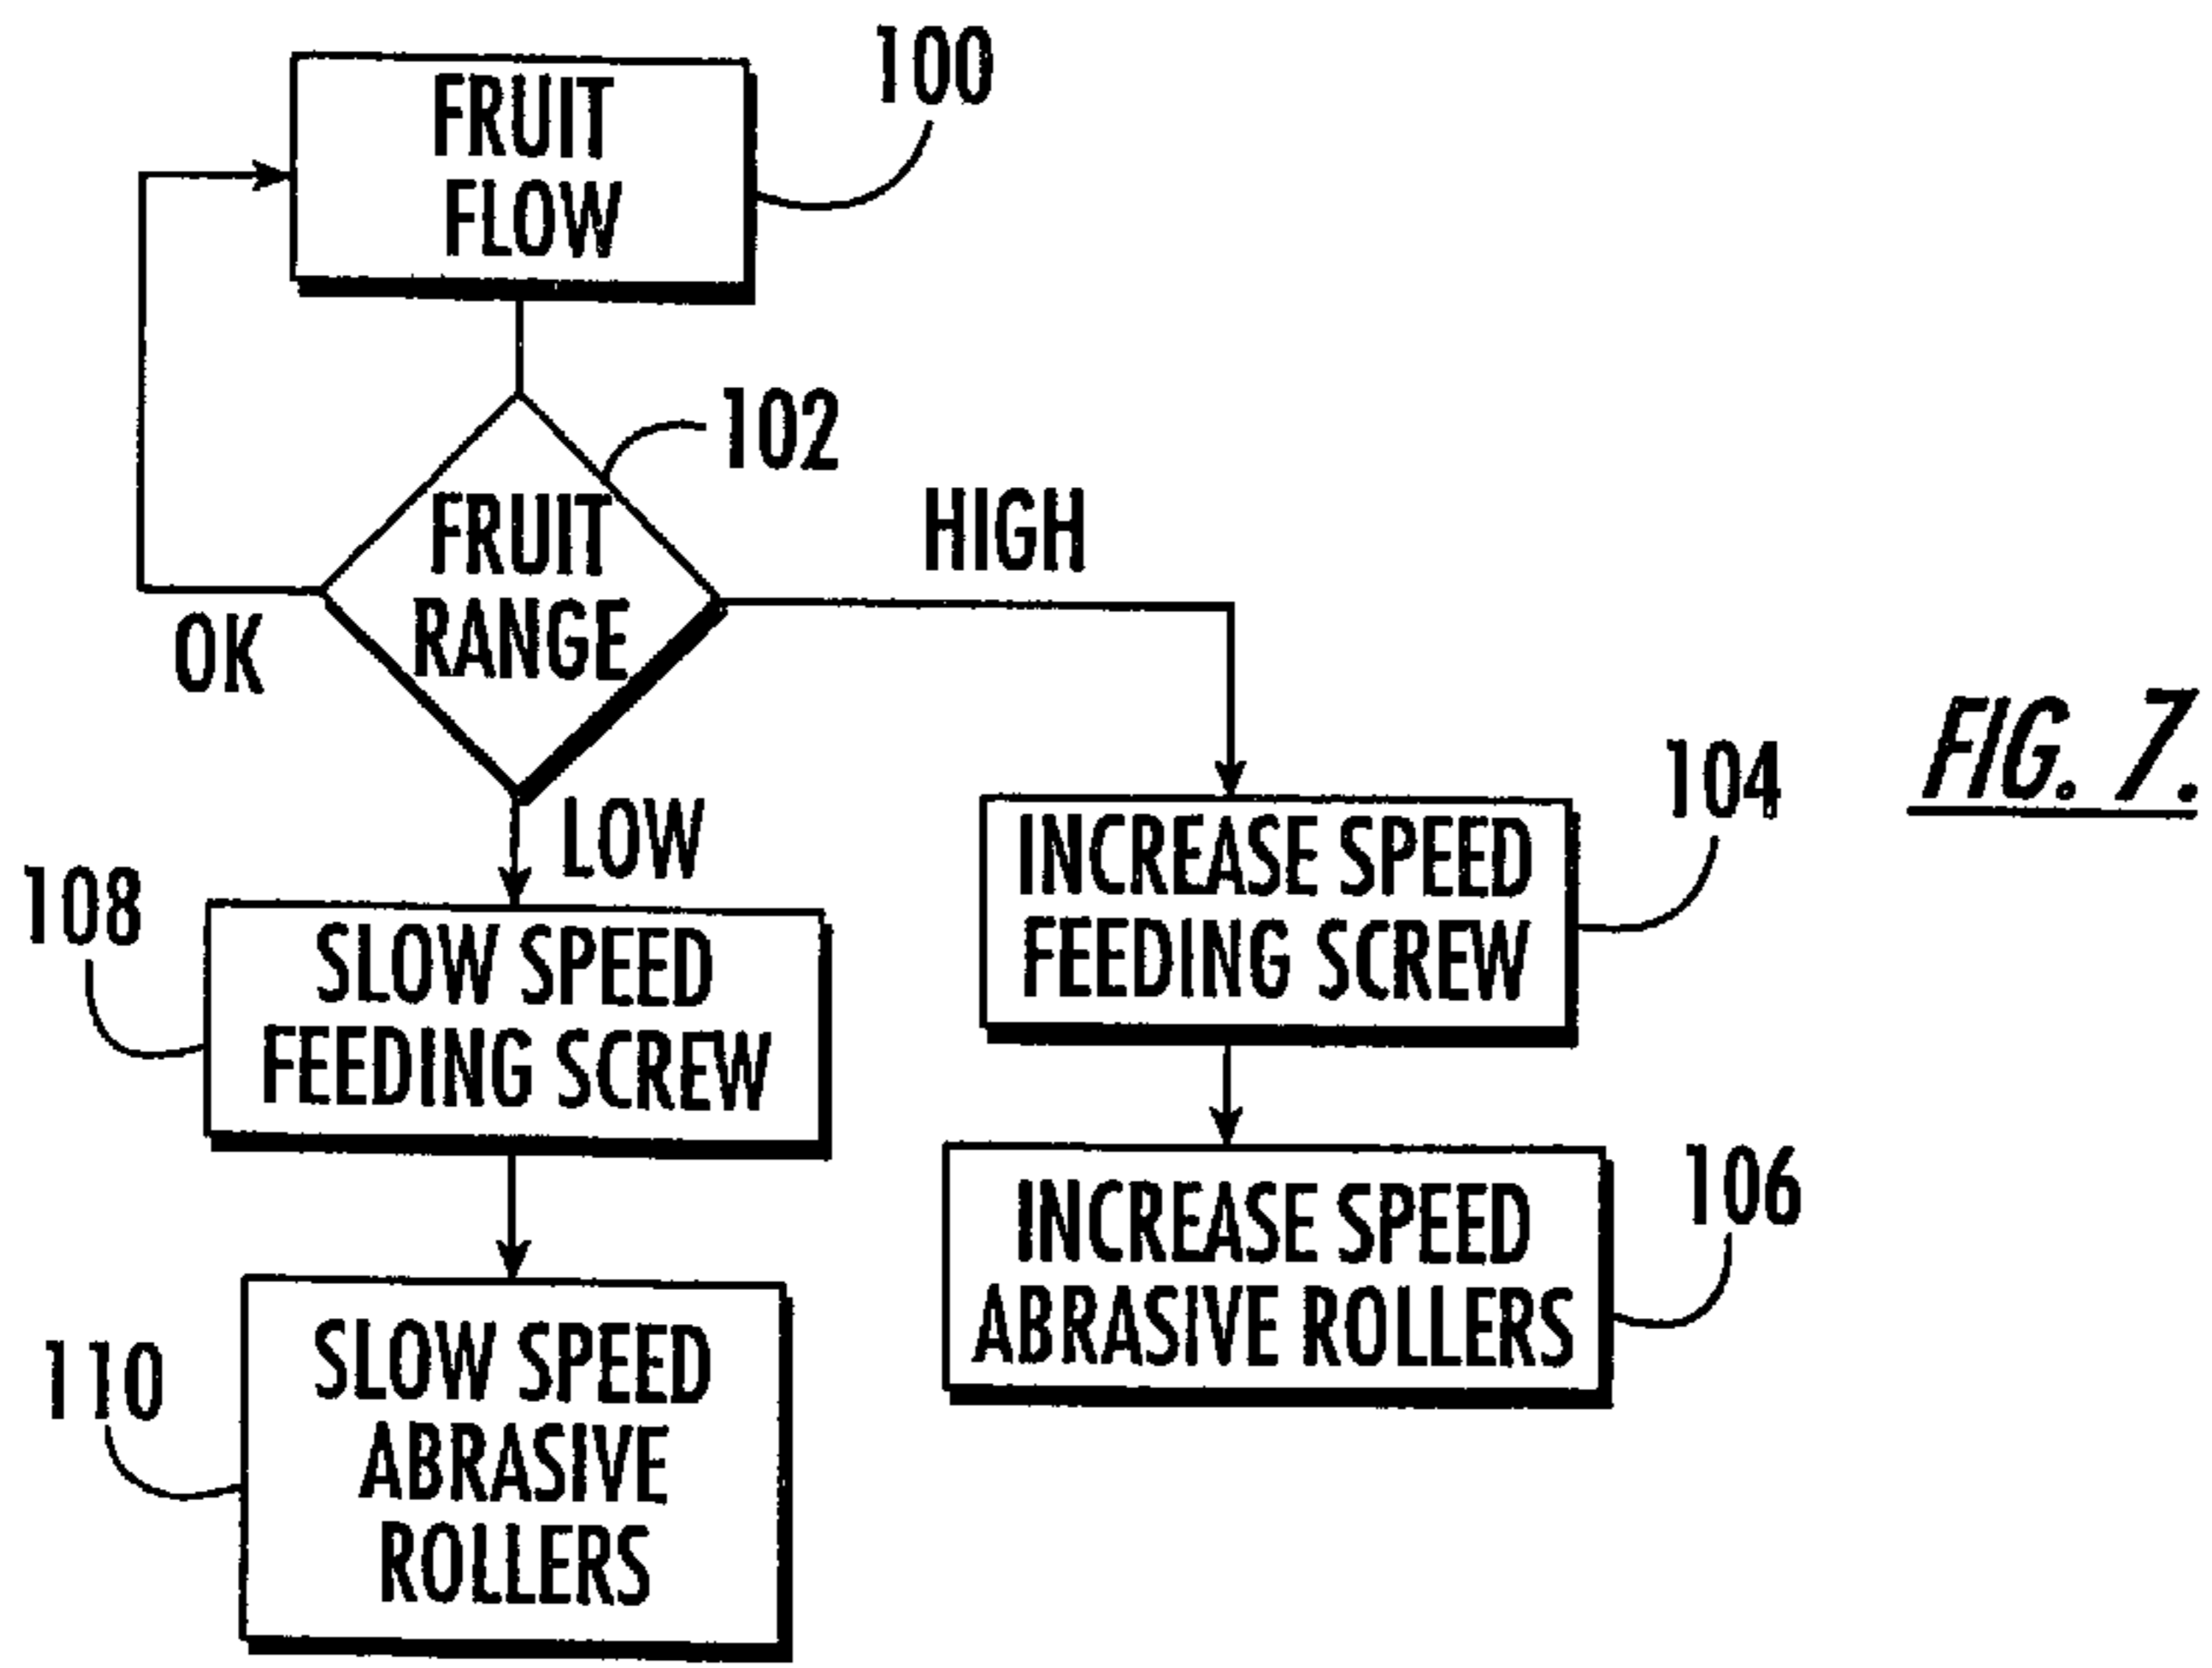 100
FRUIT
FLOW
102
FRUIT
RANGE
HIGH
OK
LOW
FIG. 7.
104
INCREASE SPEED
FEEDING SCREW
108
SLOW SPEED
FEEDING SCREW
106
INCREASE SPEED
ABRASIVE ROLLERS
110
SLOW SPEED
ABRASIVE
ROLLERS